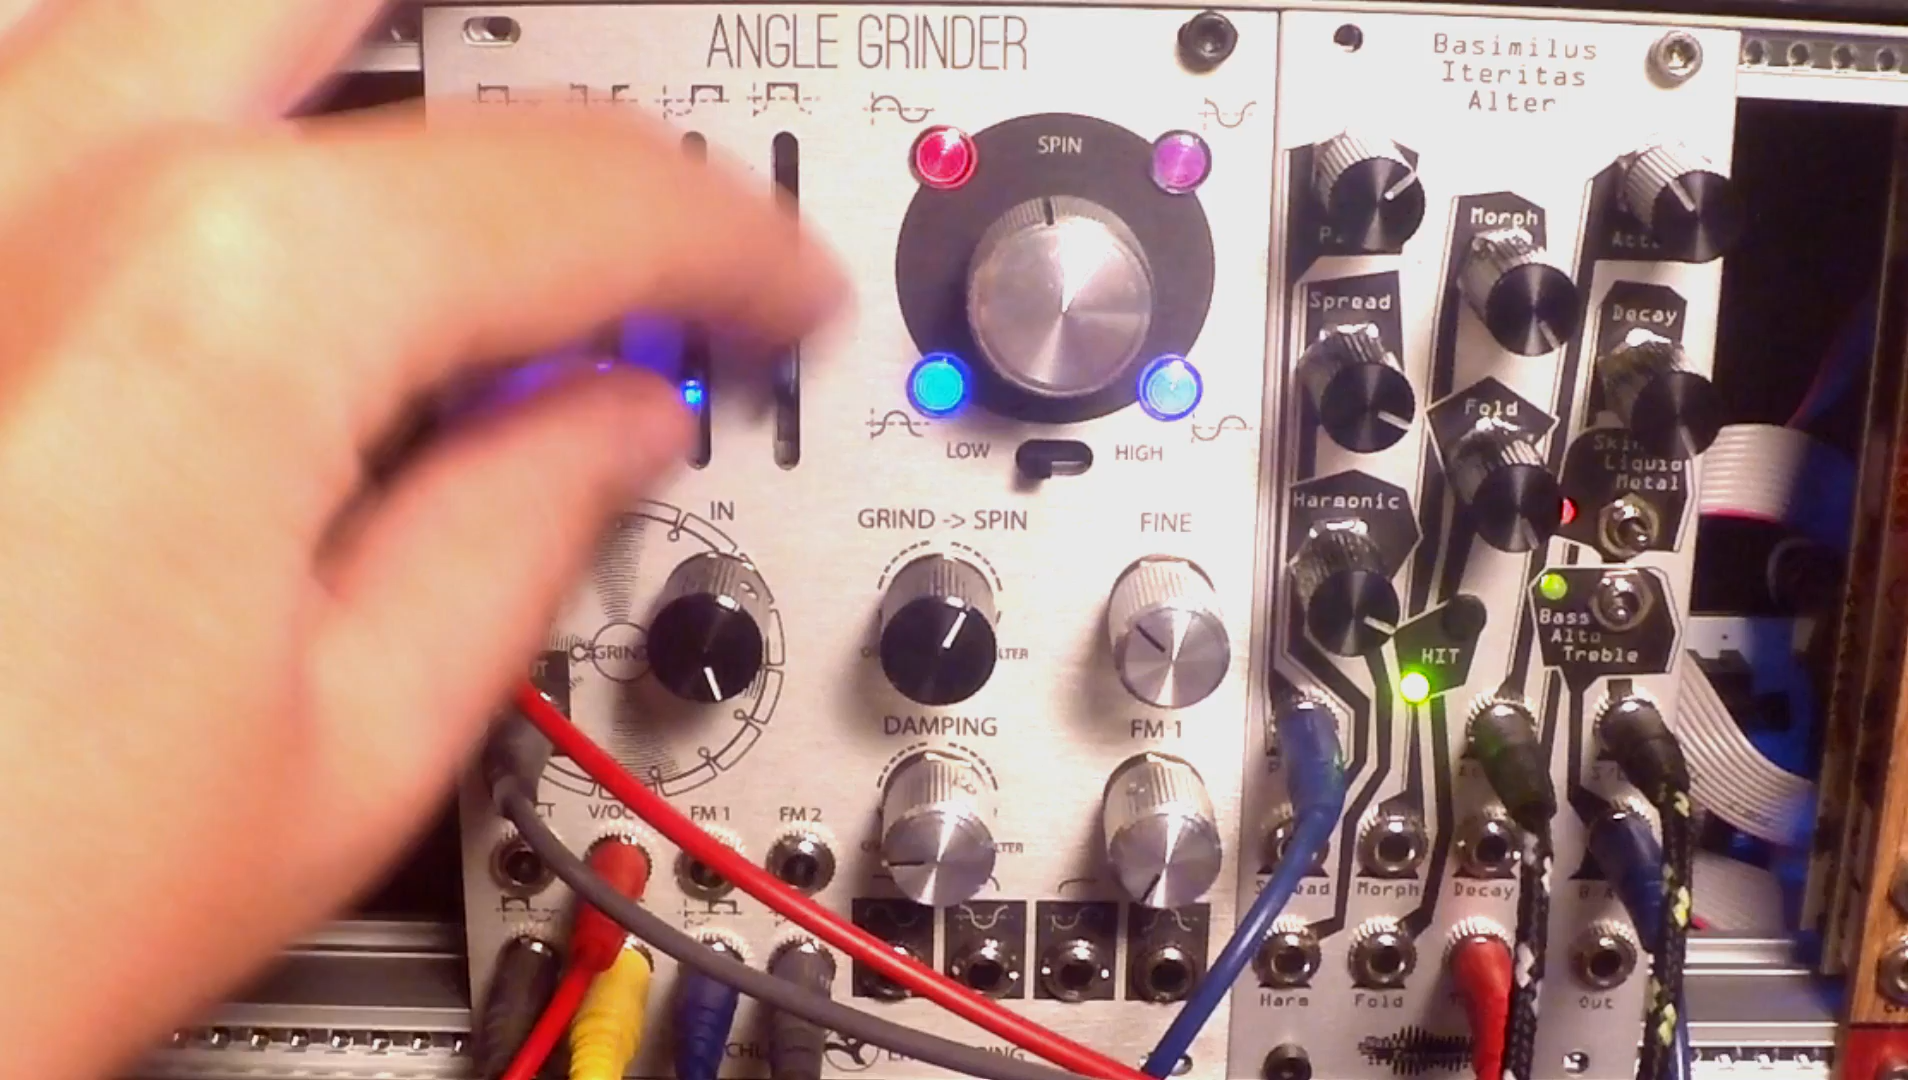 ANGLE GRINDER
SPIN
LOW
HIGH
IN
GRIND -> SPIN
FINE
GRIND
DAMPING
FM-1
FM 1
FM 2
Basimilus
Iteritas
Alter
Morph
Spread
Decay
Fold
Liquid
Metal
Harmonic
Bass
Alto
Treble
HIT
Morph
Decay
Harm
Fold
Out